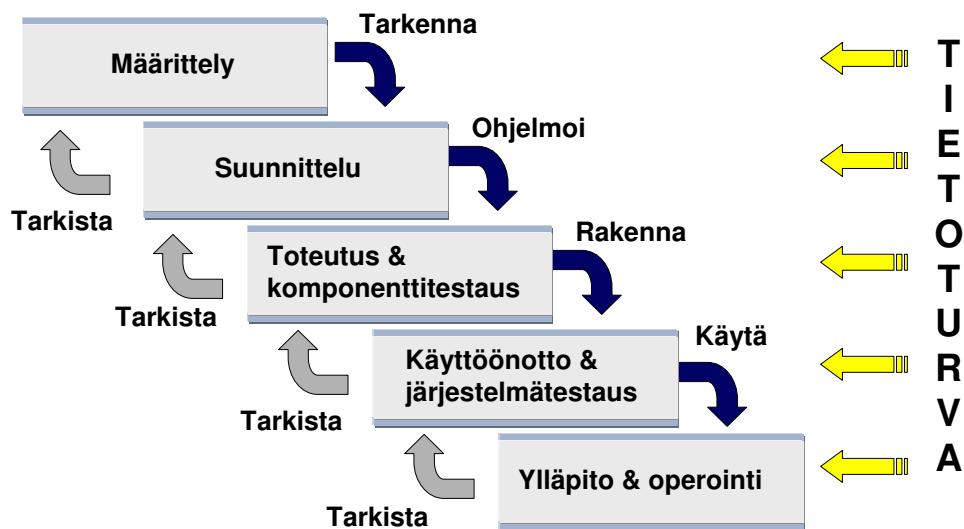 Tarkenna
Määrittely
Ohjelmoi
Suunnittelu
Tarkista
Rakenna
Toteutus &
komponenttitestaus
Tarkista
Käytä
Käyttöönotto &
järjestelmätestaus
Tarkista
Ylläpito & operointi
Tarkista
T
I
E
T
O
T
U
R
V
A